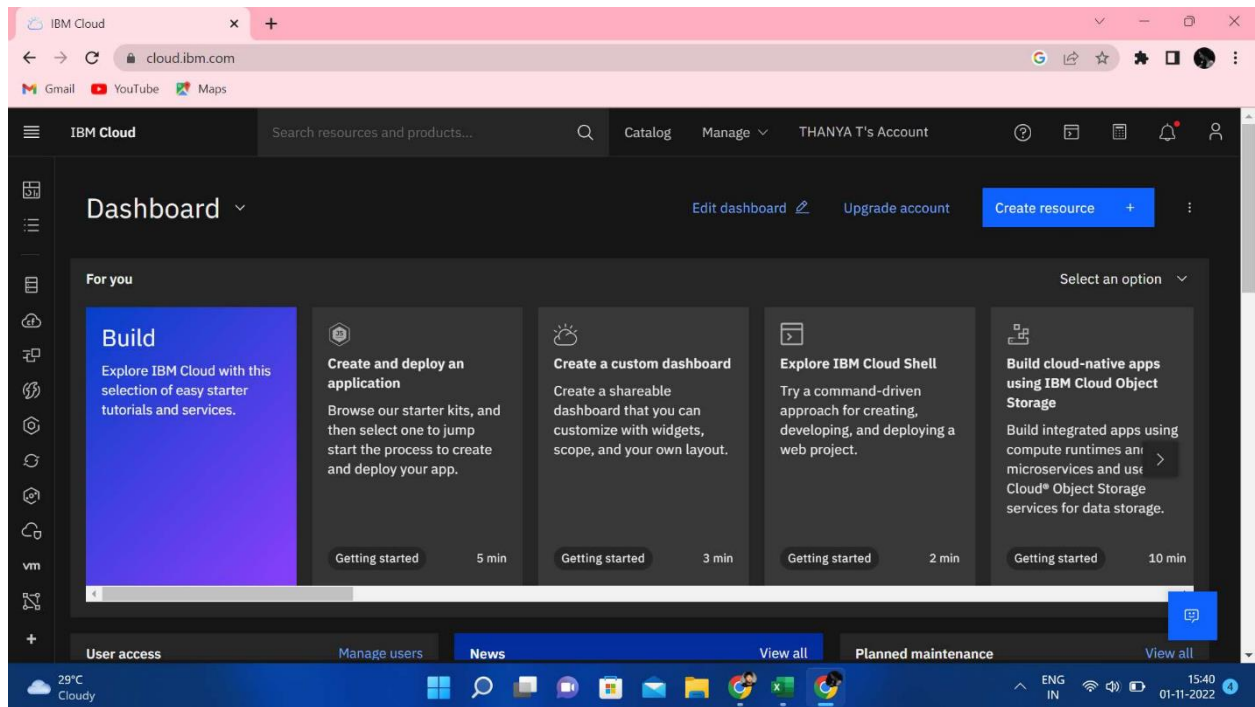 IBM Cloud
cloud.ibm.com
Gmail YouTube Maps
IBM Cloud Search resources and products... Catalog Manage THANYA T's Account
Dashboard Edit dashboard Upgrade account Create resource +
For you Select an option
Build
Explore IBM Cloud with this
selection of easy starter
tutorials and services.
JS
Create and deploy an
application
Browse our starter kits, and
then select one to jump
start the process to create
and deploy your app.
Getting started 5 min
Create a custom dashboard
Create a shareable
dashboard that you can
customize with widgets,
scope, and your own layout.
Getting started 3 min
Explore IBM Cloud Shell
Try a command-driven
approach for creating,
developing, and deploying a
web project.
Getting started 2 min
Build cloud-native apps
using IBM Cloud Object
Storage
Build integrated apps using
compute runtimes
microservices and
Cloud® Object Storage
services for data storage.
Getting started 10 min
vm
User access Manage users
News View all
Planned maintenance View all
29°C
Cloudy
ENG
IN
15:40
01-11-2022
4